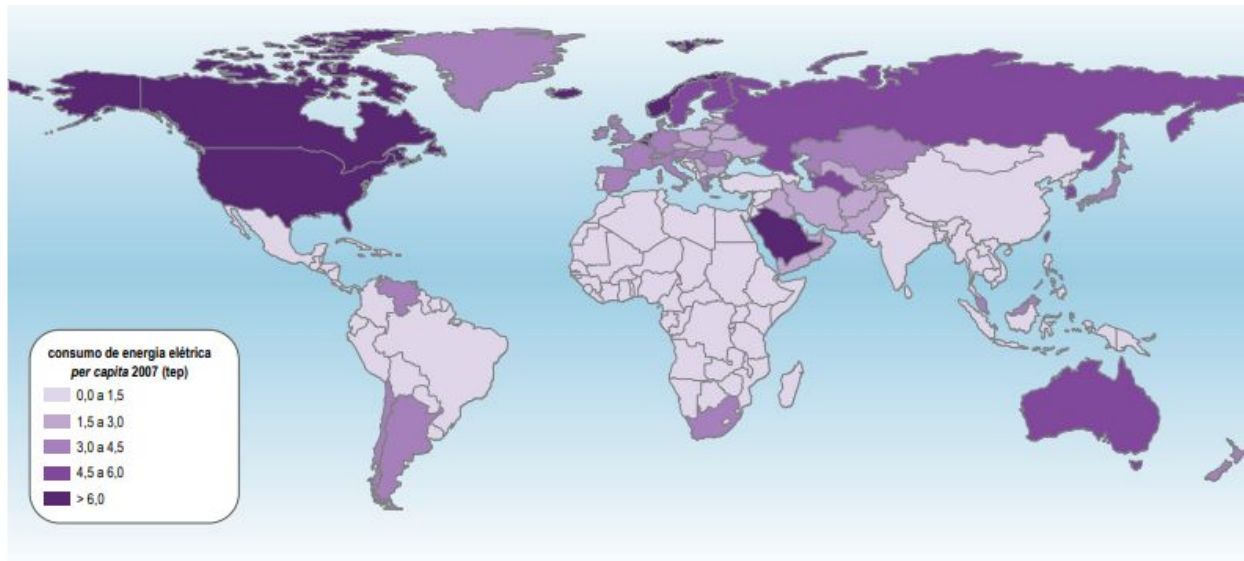 consumo de energia elétrica
per capita 2007 (tep)
0,0 a 1,5
1,5 a 3,0
3,0 a 4,5
4,5 a 6,0
> 6,0